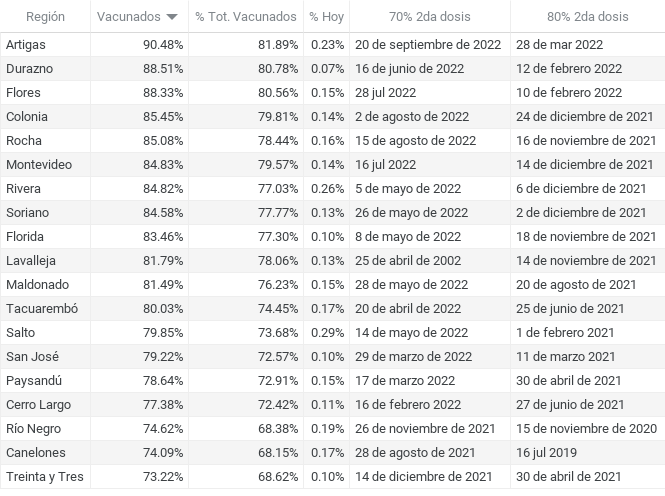 Región Vacunados % Tot. Vacunados % Hoy 70% 2da dosis 80% 2da dosis
Artigas 90.48% 81.89% 0.23% 20 de septiembre de 2022 28 de mar 2022
Durazno 88.51% 80.78% 0.07% 16 de junio de 2022 12 de febrero 2022
Flores 88.33% 80.56% 0.15% 28 jul 2022 10 de febrero 2022
Colonia 85.45% 79.81% 0.14% 2 de agosto de 2022 24 de diciembre de 2021
Rocha 85.08% 78.44% 0.16% 15 de agosto de 2022 16 de noviembre de 2021
Montevideo 84.83% 79.57% 0.14% 16 jul 2022 14 de diciembre de 2021
Rivera 84.82% 77.03% 0.26% 5 de mayo de 2022 6 de diciembre de 2021
Soriano 84.58% 77.77% 0.13% 26 de mayo de 2022 2 de diciembre de 2021
Florida 83.46% 77.30% 0.10% 8 de mayo de 2022 18 de noviembre de 2021
Lavalleja 81.79% 78.06% 0.13% 25 de abril de 2002 14 de noviembre de 2021
Maldonado 81.49% 76.23% 0.15% 28 de mayo de 2022 20 de agosto de 2021
Tacuarembó 80.03% 74.45% 0.17% 20 de abril de 2022 25 de junio de 2021
Salto 79.85% 73.68% 0.29% 14 de mayo de 2022 1 de febrero 2021
San José 79.22% 72.57% 0.10% 29 de marzo de 2022 11 de marzo 2021
Paysandú 78.64% 72.91% 0.15% 17 de marzo 2022 30 de abril de 2021
Cerro Largo 77.38% 72.42% 0.11% 16 de febrero 2022 27 de junio de 2021
Río Negro 74.62% 68.38% 0.19% 26 de noviembre de 2021 15 de noviembre de 2020
Canelones 74.09% 68.15% 0.17% 28 de agosto de 2021 16 jul 2019
Treinta y Tres 73.22% 68.62% 0.10% 14 de diciembre de 2021 30 de abril de 2021